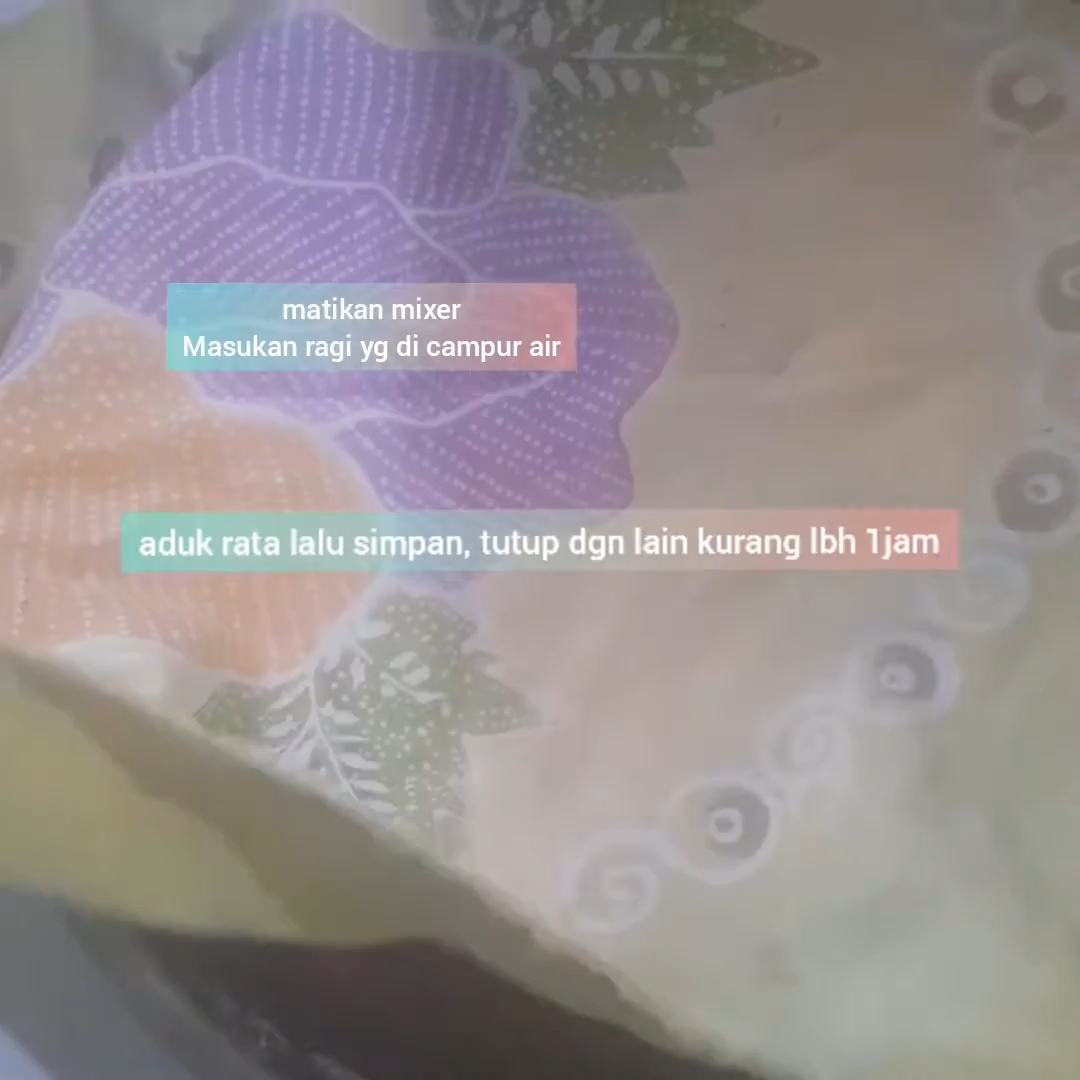 matikan mixer
Masukan ragi yg di campur air
aduk rata lalu simpan, tutup dgn lain kurang lbh 1jam